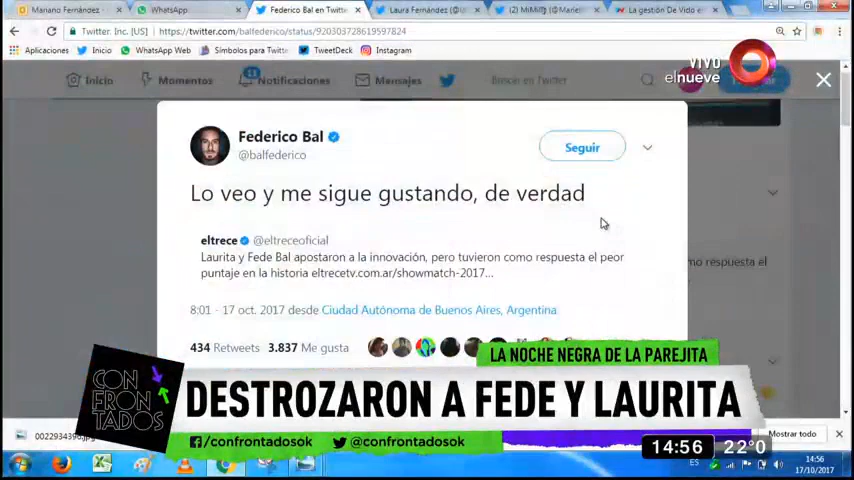 Mariano Fernández -
WhatsApp
Federico Bal en Twitte
Laura Fernández (@
(2) MiMi
La gestión De Vido e
Twitter, Inc. [US]
https://twitter.com/balfederico/status/920303728619597824
Aplicaciones
Inicio
WhatsApp Web
Símbolos para Twitt
TweetDeck
Instagram
VIVO
elnueve
Inicio
Momentos
Notificaciones
Mensajes
Buscar en Twitter
Federico Bal
@balfederico
Seguir
Lo veo y me sigue gustando, de verdad
eltrece @eltreceoficial
Laurita y Fede Bal apostaron a la innovación, pero tuvieron como respuesta el peor
puntaje en la historia eltrecetv.com.ar/showmatch-2017...
mo respuesta el
8:01 - 17 oct. 2017 desde Ciudad Autónoma de Buenos Aires, Argentina
434 Retweets 3.837 Me gusta
LA NOCHE NEGRA DE LA PAREJITA
CON
FRON
TADOS
DESTROZARON A FEDE Y LAURITA
/confrontadosok
@confrontadosok
14:56
22°0
Mostrar todo
ES
14:56
17/10/2017